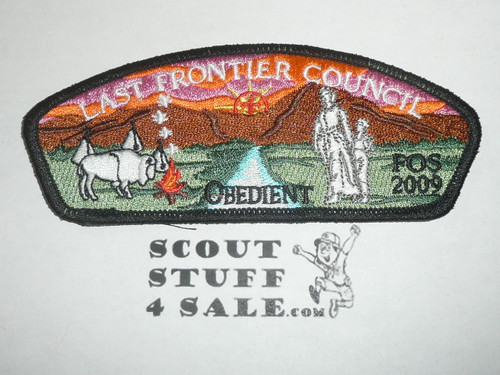 LAST FRONTIER COUNCIL
FOS
2009
OBEDIENT
SCOUT
STUFF
4 SALE.COM